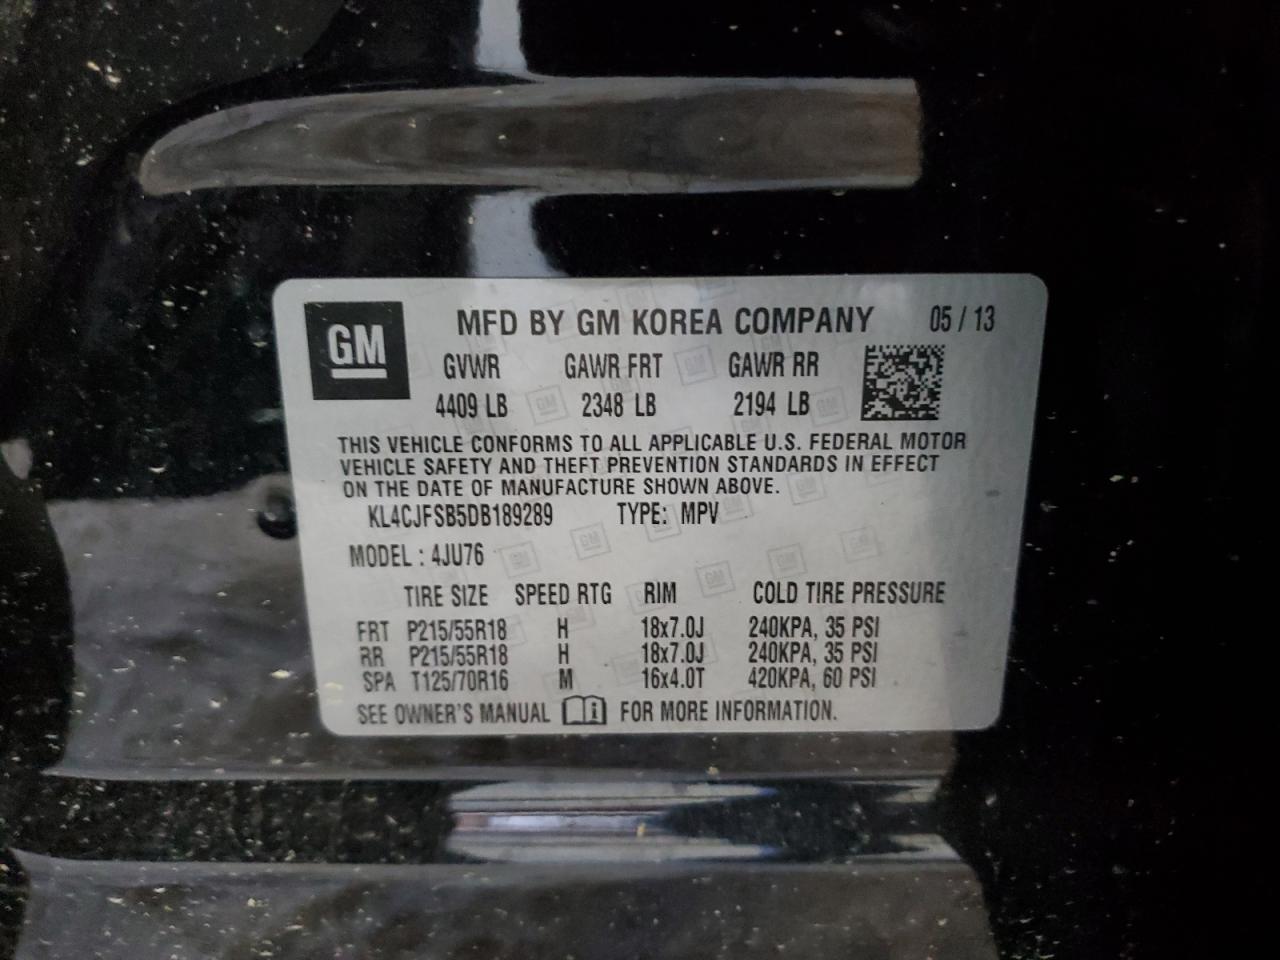 GM MFD BY GM KOREA COMPANY 05 / 13
GVWR GAWR FRT GAWR RR
4409 LB 2348 LB 2194 LB
THIS VEHICLE CONFORMS TO ALL APPLICABLE U.S. FEDERAL MOTOR
VEHICLE SAFETY AND THEFT PREVENTION STANDARDS IN EFFECT
ON THE DATE OF MANUFACTURE SHOWN ABOVE.
KL4CJFSB5DB189289 TYPE: MPV
MODEL : 4JU76
TIRE SIZE SPEED RTG RIM COLD TIRE PRESSURE
FRT P215/55R18 H 18x7.0J 240KPA, 35 PSI
RR P215/55R18 H 18x7.0J 240KPA, 35 PSI
SPA T125/70R16 M 16x4.0T 420KPA, 60 PSI
SEE OWNER'S MANUAL i FOR MORE INFORMATION.